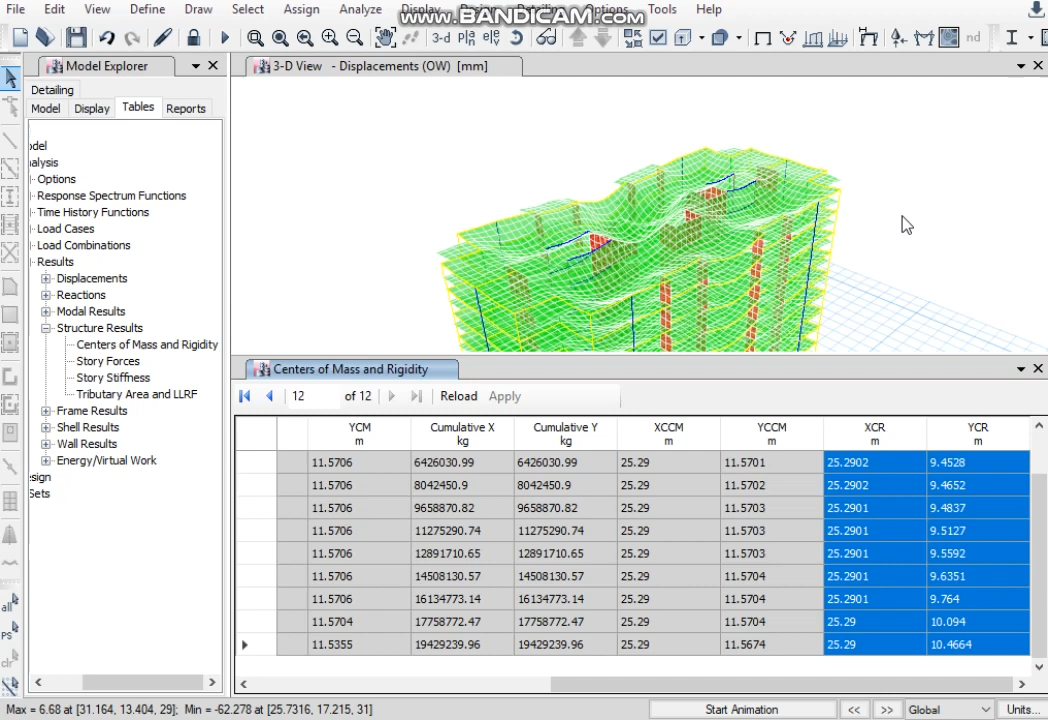 File Edit View Define Draw Select Assign Analyze Display Design Detailing Options Tools Help
www.BANDICAM.com
3-d plan elev nd
Model Explorer
3-D View - Displacements (OW) [mm]
Detailing
Model Display Tables Reports
odel
alysis
Options
Response Spectrum Functions
Time History Functions
Load Cases
Load Combinations
Results
Displacements
Reactions
Modal Results
Structure Results
Centers of Mass and Rigidity
Story Forces
Story Stiffness
Tributary Area and LLRF
Frame Results
Shell Results
Wall Results
Energy/Virtual Work
esign
Sets
all
PS
clr
Centers of Mass and Rigidity
12 of 12 Reload Apply
YCM Cumulative X Cumulative Y XCCM YCCM XCR YCR
m kg kg m m m m
11.5706 6426030.99 6426030.99 25.29 11.5701 25.2902 9.4528
11.5706 8042450.9 8042450.9 25.29 11.5702 25.2902 9.4652
11.5706 9658870.82 9658870.82 25.29 11.5703 25.2901 9.4837
11.5706 11275290.74 11275290.74 25.29 11.5703 25.2901 9.5127
11.5706 12891710.65 12891710.65 25.29 11.5703 25.2901 9.5592
11.5706 14508130.57 14508130.57 25.29 11.5704 25.2901 9.6351
11.5706 16134773.14 16134773.14 25.29 11.5704 25.2901 9.764
11.5704 17758772.47 17758772.47 25.29 11.5704 25.29 10.094
11.5355 19429239.96 19429239.96 25.29 11.5674 25.29 10.4664
Max = 6.68 at [31.164, 13.404, 29]; Min = -62.278 at [25.7316, 17.215, 31] Start Animation << >> Global Units...